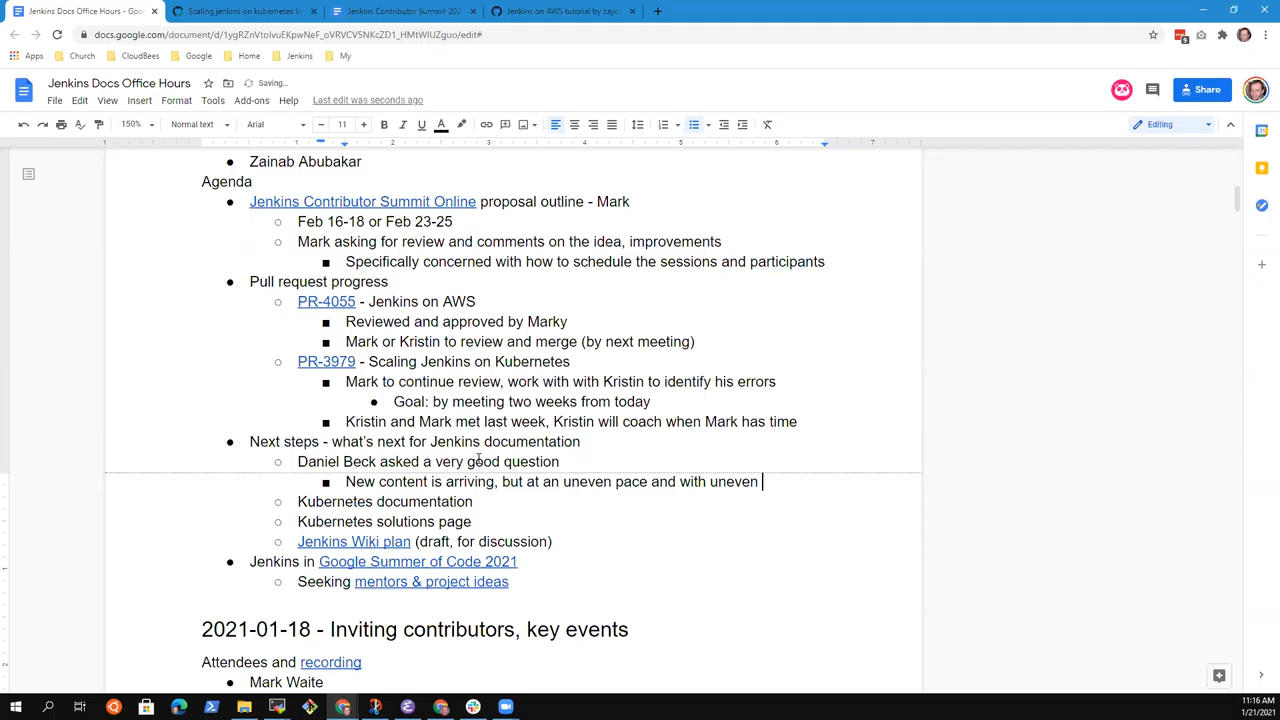 Jenkins Docs Office Hours - Goo
Scaling jenkins on kubernetes b
Jenkins Contributor Summit 202
Jenkins on AWS tutorial by zayc
docs.google.com/document/d/1ygRZnVtoIvuEKpwNeF_oVRVCV5NKcZD1_HMtWIUZguo/edit#
Apps
Church
CloudBees
Google
Home
Jenkins
My
Jenkins Docs Office Hours
Saving...
File Edit View Insert Format Tools Add-ons Help Last edit was seconds ago
Share
150% Normal text Arial 11
B I U A
Editing
1 1 2 3 4 5 6 7
Zainab Abubakar
Agenda
Jenkins Contributor Summit Online proposal outline - Mark
Feb 16-18 or Feb 23-25
Mark asking for review and comments on the idea, improvements
Specifically concerned with how to schedule the sessions and participants
Pull request progress
PR-4055 - Jenkins on AWS
Reviewed and approved by Marky
Mark or Kristin to review and merge (by next meeting)
PR-3979 - Scaling Jenkins on Kubernetes
Mark to continue review, work with with Kristin to identify his errors
Goal: by meeting two weeks from today
Kristin and Mark met last week, Kristin will coach when Mark has time
Next steps - what's next for Jenkins documentation
Daniel Beck asked a very good question
New content is arriving, but at an uneven pace and with uneven
Kubernetes documentation
Kubernetes solutions page
Jenkins Wiki plan (draft, for discussion)
Jenkins in Google Summer of Code 2021
Seeking mentors & project ideas
2021-01-18 - Inviting contributors, key events
Attendees and recording
Mark Waite
11:16 AM
1/21/2021